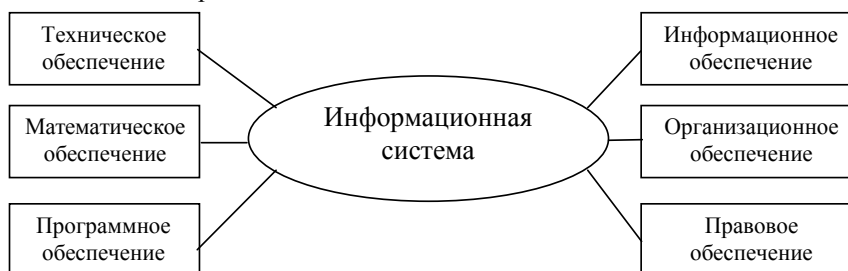 Техническое
обеспечение
Математическое
обеспечение
Программное
обеспечение
Информационная
система
Информационное
обеспечение
Организационное
обеспечение
Правовое
обеспечение